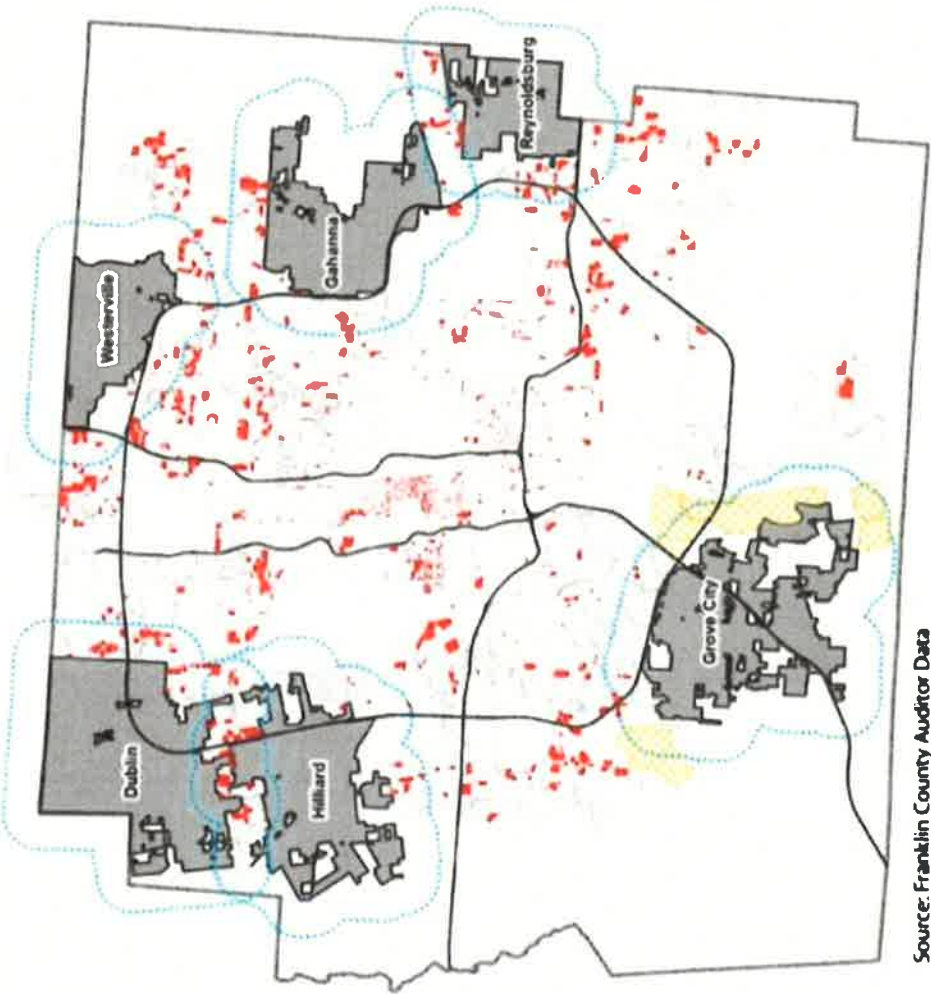 Reynoldsburg
Gahanna
Westerville
Grove City
Dublin
Hilliard
Source: Franklin County Auditor Data